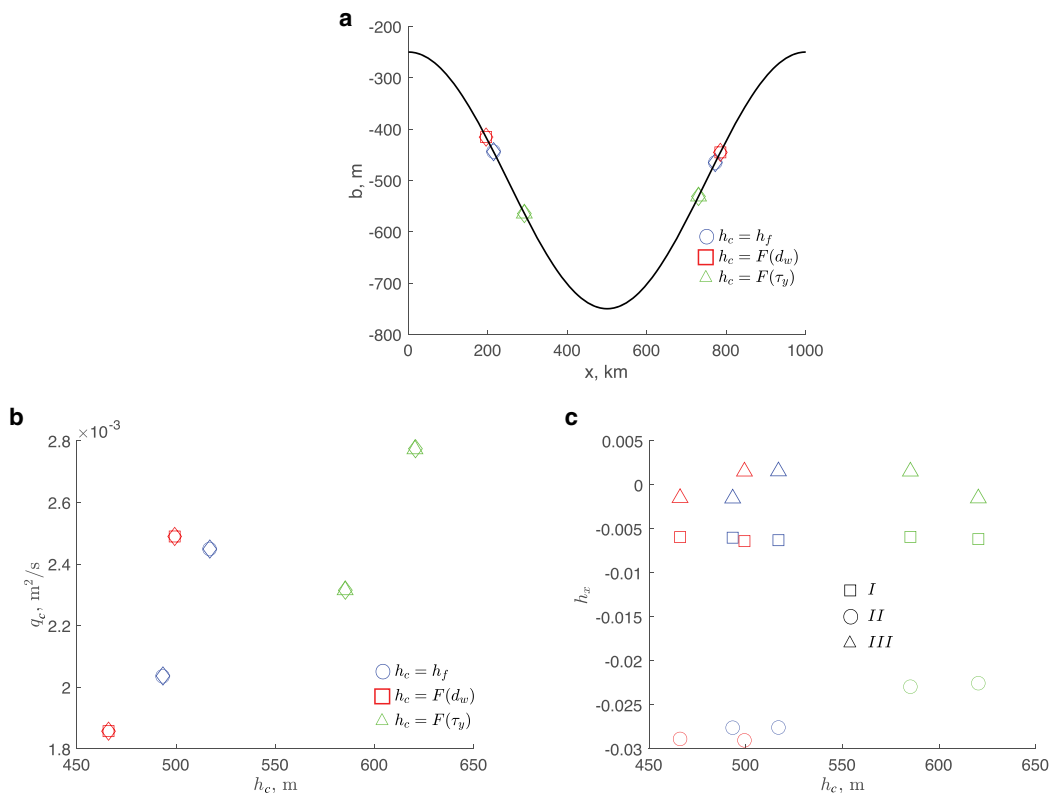 a
-200
-300
-400
-500
-600
-700
-800
b, m
0 200 400 600 800 1000
x, km
h_c = h_f
h_c = F(d_w)
h_c = F(τ_y)
b
×10^-3
2.8
2.6
2.4
2.2
2
1.8
q_c, m^2/s
450 500 550 600 650
h_c, m
h_c = h_f
h_c = F(d_w)
h_c = F(τ_y)
c
0.005
0
-0.005
-0.01
-0.015
-0.02
-0.025
-0.03
h_x
450 500 550 600 650
h_c, m
I
II
III